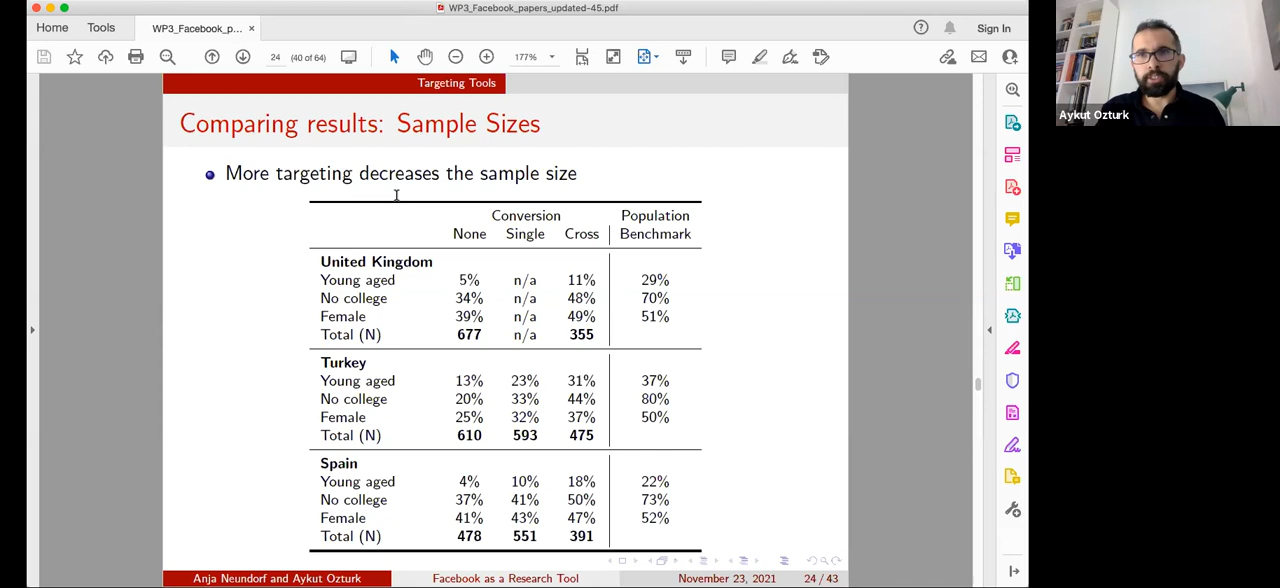 WP3_Facebook_papers_updated-45.pdf
Home Tools WP3_Facebook_p... × Sign In
24 (40 of 64) 177%
Aykut Ozturk
Targeting Tools
Comparing results: Sample Sizes
More targeting decreases the sample size
Conversion Population
None Single Cross Benchmark
United Kingdom
Young aged 5% n/a 11% 29%
No college 34% n/a 48% 70%
Female 39% n/a 49% 51%
Total (N) 677 n/a 355
Turkey
Young aged 13% 23% 31% 37%
No college 20% 33% 44% 80%
Female 25% 32% 37% 50%
Total (N) 610 593 475
Spain
Young aged 4% 10% 18% 22%
No college 37% 41% 50% 73%
Female 41% 43% 47% 52%
Total (N) 478 551 391
Anja Neundorf and Aykut Ozturk Facebook as a Research Tool November 23, 2021 24 / 43